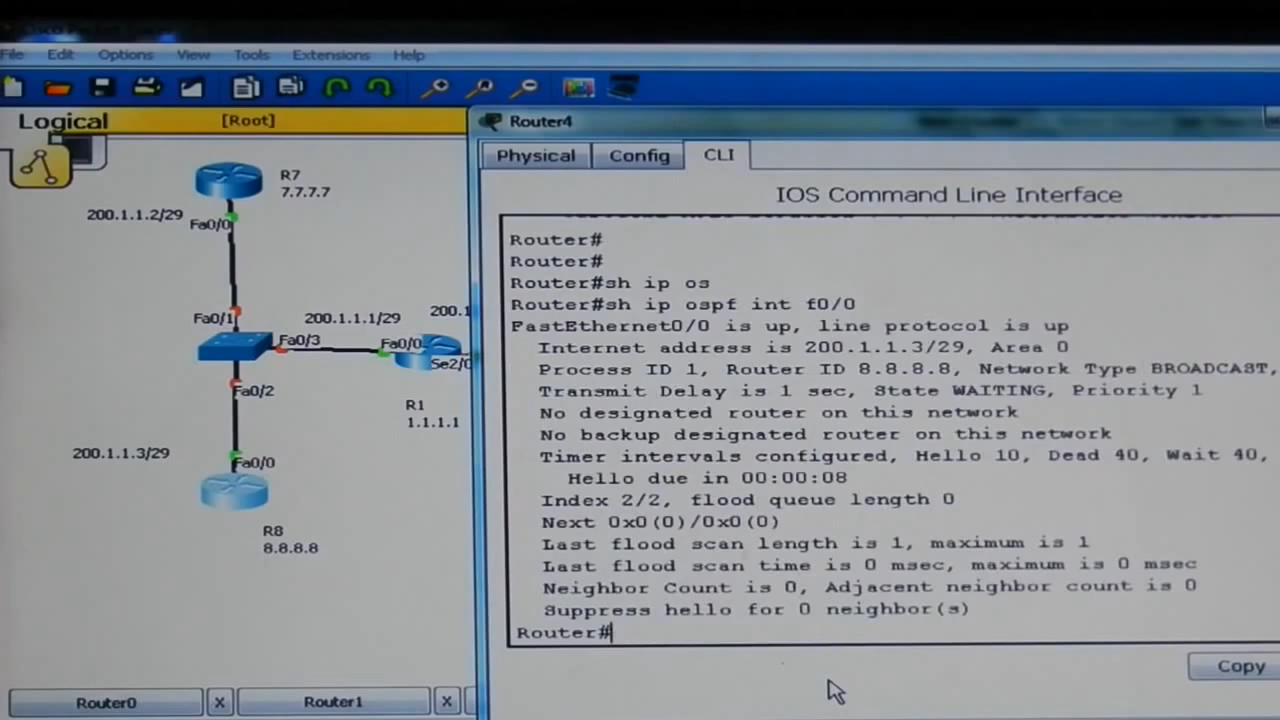 File Edit Options View Tools Extensions Help
Logical [Root]
Router4
Physical Config CLI
IOS Command Line Interface
R7
7.7.7.7
200.1.1.2/29
Fa0/0
Fa0/1
200.1.1.1/29
200.1
Fa0/3
Fa0/0
Se2/0
Fa0/2
R1
1.1.1.1
200.1.1.3/29
Fa0/0
R8
8.8.8.8
Router#
Router#
Router#sh ip os
Router#sh ip ospf int f0/0
FastEthernet0/0 is up, line protocol is up
Internet address is 200.1.1.3/29, Area 0
Process ID 1, Router ID 8.8.8.8, Network Type BROADCAST,
Transmit Delay is 1 sec, State WAITING, Priority 1
No designated router on this network
No backup designated router on this network
Timer intervals configured, Hello 10, Dead 40, Wait 40,
Hello due in 00:00:08
Index 2/2, flood queue length 0
Next 0x0(0)/0x0(0)
Last flood scan length is 1, maximum is 1
Last flood scan time is 0 msec, maximum is 0 msec
Neighbor Count is 0, Adjacent neighbor count is 0
Suppress hello for 0 neighbor(s)
Router#
Copy
Router0 X Router1 X